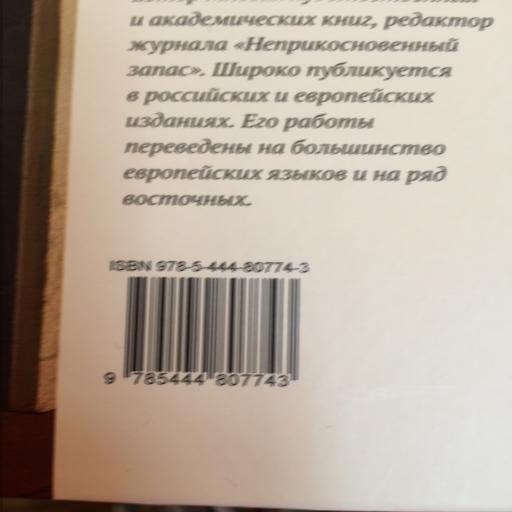 и академических книг, редактор
журнала «Неприкосновенный
запас». Широко публикуется
в российских и европейских
изданиях. Его работы
переведены на большинство
европейских языков и на ряд
восточных.
ISBN 978-5-444-80774-3
9 785444 807743